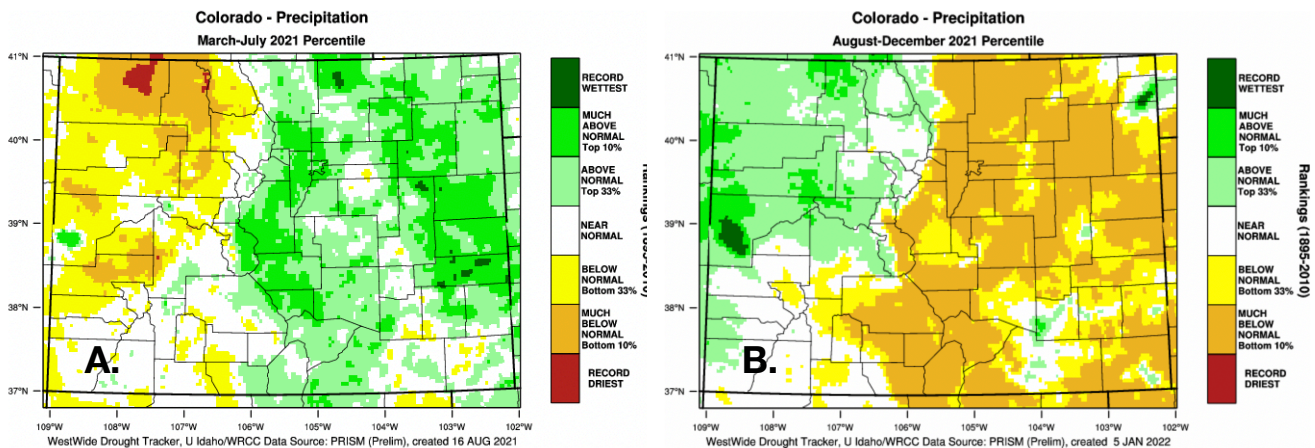 Colorado - Precipitation
March-July 2021 Percentile
41°N
40°N
39°N
38°N
37°N
109°W 108°W 107°W 106°W 105°W 104°W 103°W 102°W
A.
RECORD
WETTEST
MUCH
ABOVE
NORMAL
Top 10%
ABOVE
NORMAL
Top 33%
NEAR
NORMAL
BELOW
NORMAL
Bottom 33%
MUCH
BELOW
NORMAL
Bottom 10%
RECORD
DRIEST
WestWide Drought Tracker, U Idaho/WRCC Data Source: PRISM (Prelim), created 16 AUG 2021
Colorado - Precipitation
August-December 2021 Percentile
41°N
40°N
39°N
38°N
37°N
109°W 108°W 107°W 106°W 105°W 104°W 103°W 102°W
B.
RECORD
WETTEST
MUCH
ABOVE
NORMAL
Top 10%
ABOVE
NORMAL
Top 33%
NEAR
NORMAL
BELOW
NORMAL
Bottom 33%
MUCH
BELOW
NORMAL
Bottom 10%
RECORD
DRIEST
Rankings (1895-2010)
WestWide Drought Tracker, U Idaho/WRCC Data Source: PRISM (Prelim), created 5 JAN 2022